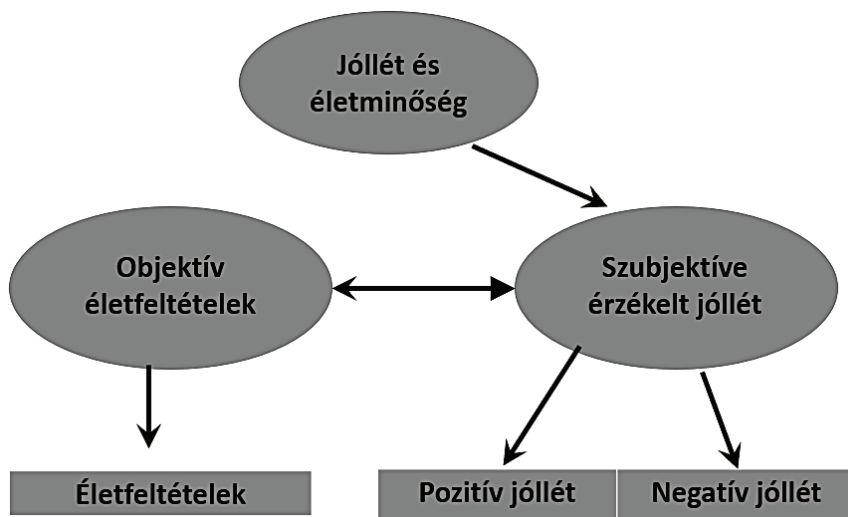 Jóllét és
életminőség
Objektív
életfeltételek
Szubjektíve
érzékelt jóllét
Életfeltételek
Pozitív jóllét
Negatív jóllét